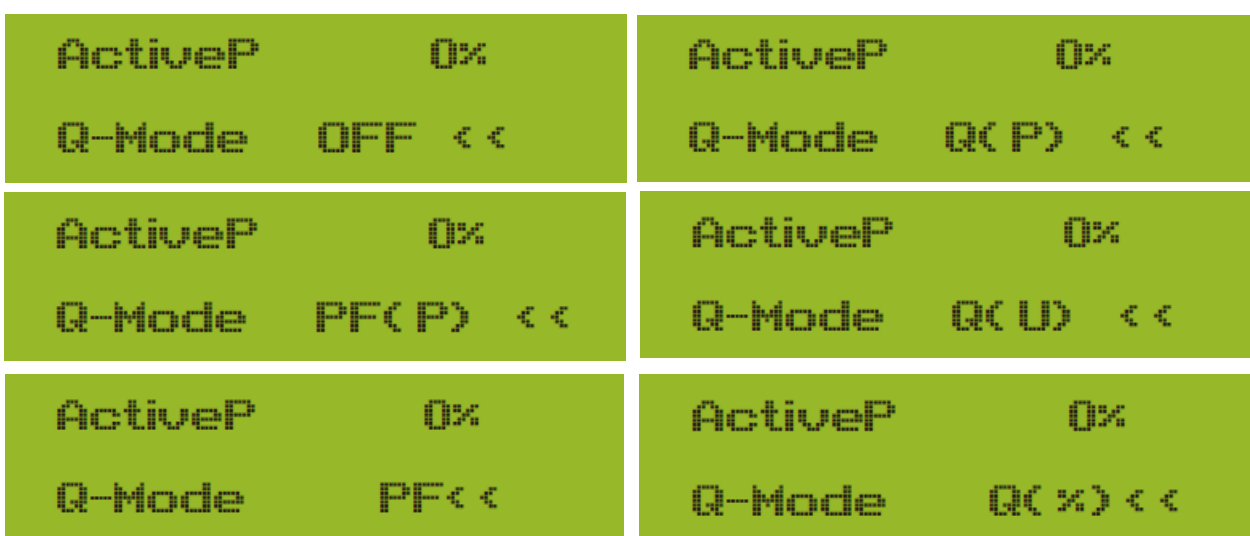 ActiveP 0%
Q-Mode OFF <<
ActiveP 0%
Q-Mode Q(P) <<
ActiveP 0%
Q-Mode PF(P) <<
ActiveP 0%
Q-Mode Q(U) <<
ActiveP 0%
Q-Mode PF<<
ActiveP 0%
Q-Mode Q(%)<<